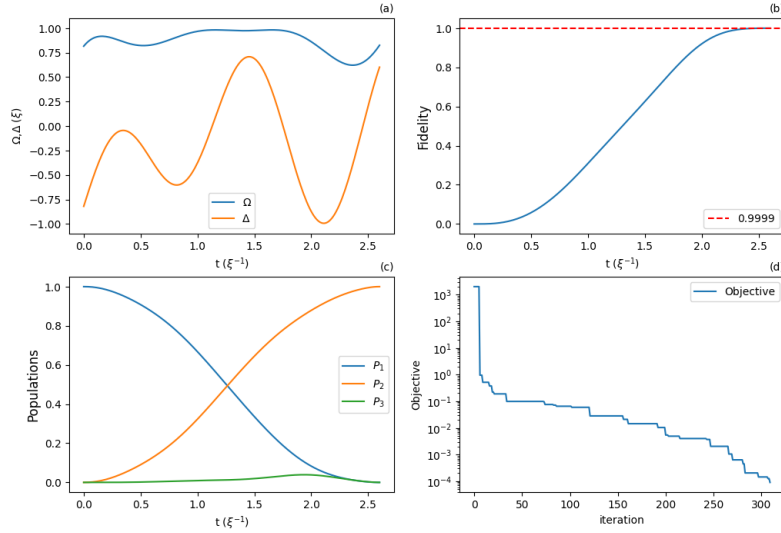 (a)
1.00
0.75
0.50
0.25
0.00
−0.25
−0.50
−0.75
−1.00
Ω,Δ (ξ)
Ω
Δ
0.0 0.5 1.0 1.5 2.0 2.5
t (ξ⁻¹)
(b)
1.0
0.8
0.6
0.4
0.2
0.0
Fidelity
0.9999
0.0 0.5 1.0 1.5 2.0 2.5
t (ξ⁻¹)
(c)
1.0
0.8
0.6
0.4
0.2
0.0
Populations
P₁
P₂
P₃
0.0 0.5 1.0 1.5 2.0 2.5
t (ξ⁻¹)
(d)
10³
10²
10¹
10⁰
10⁻¹
10⁻²
10⁻³
10⁻⁴
Objective
Objective
0 50 100 150 200 250 300
iteration